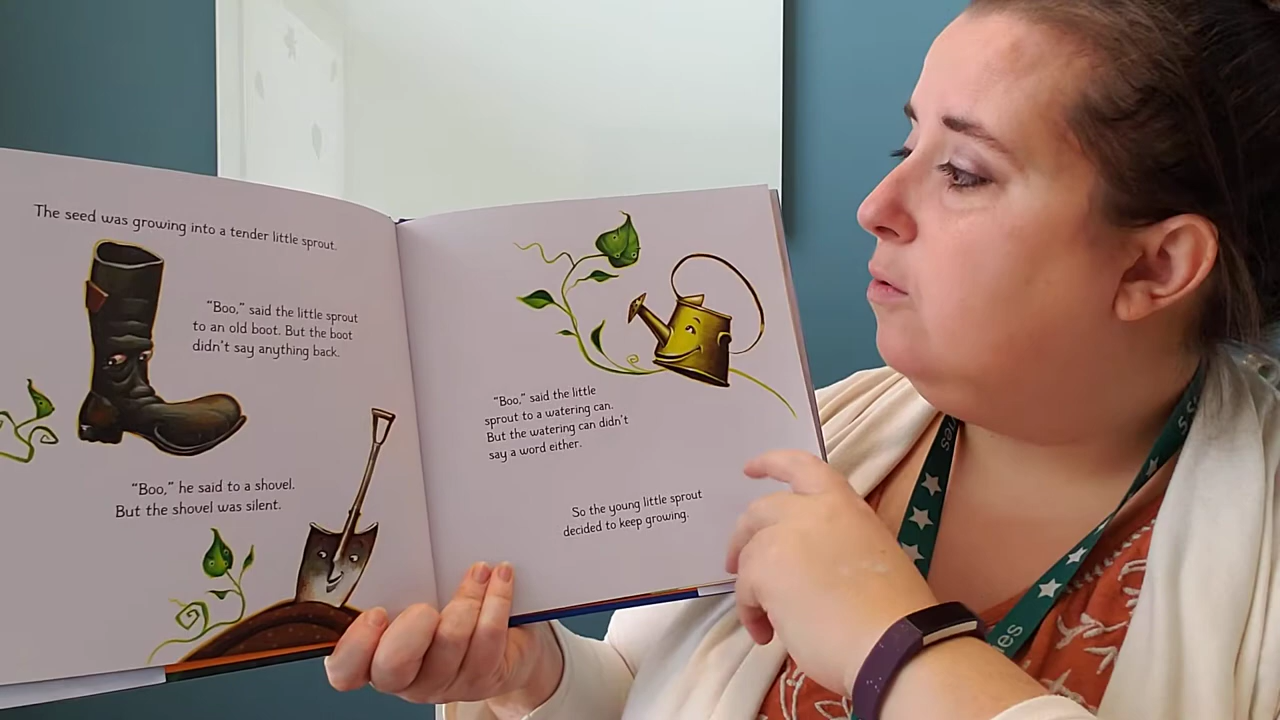 The seed was growing into a tender little sprout.
"Boo," said the little sprout
to an old boot. But the boot
didn't say anything back.
"Boo," he said to a shovel.
But the shovel was silent.
"Boo," said the little
sprout to a watering can.
But the watering can didn't
say a word either.
So the young little sprout
decided to keep growing.